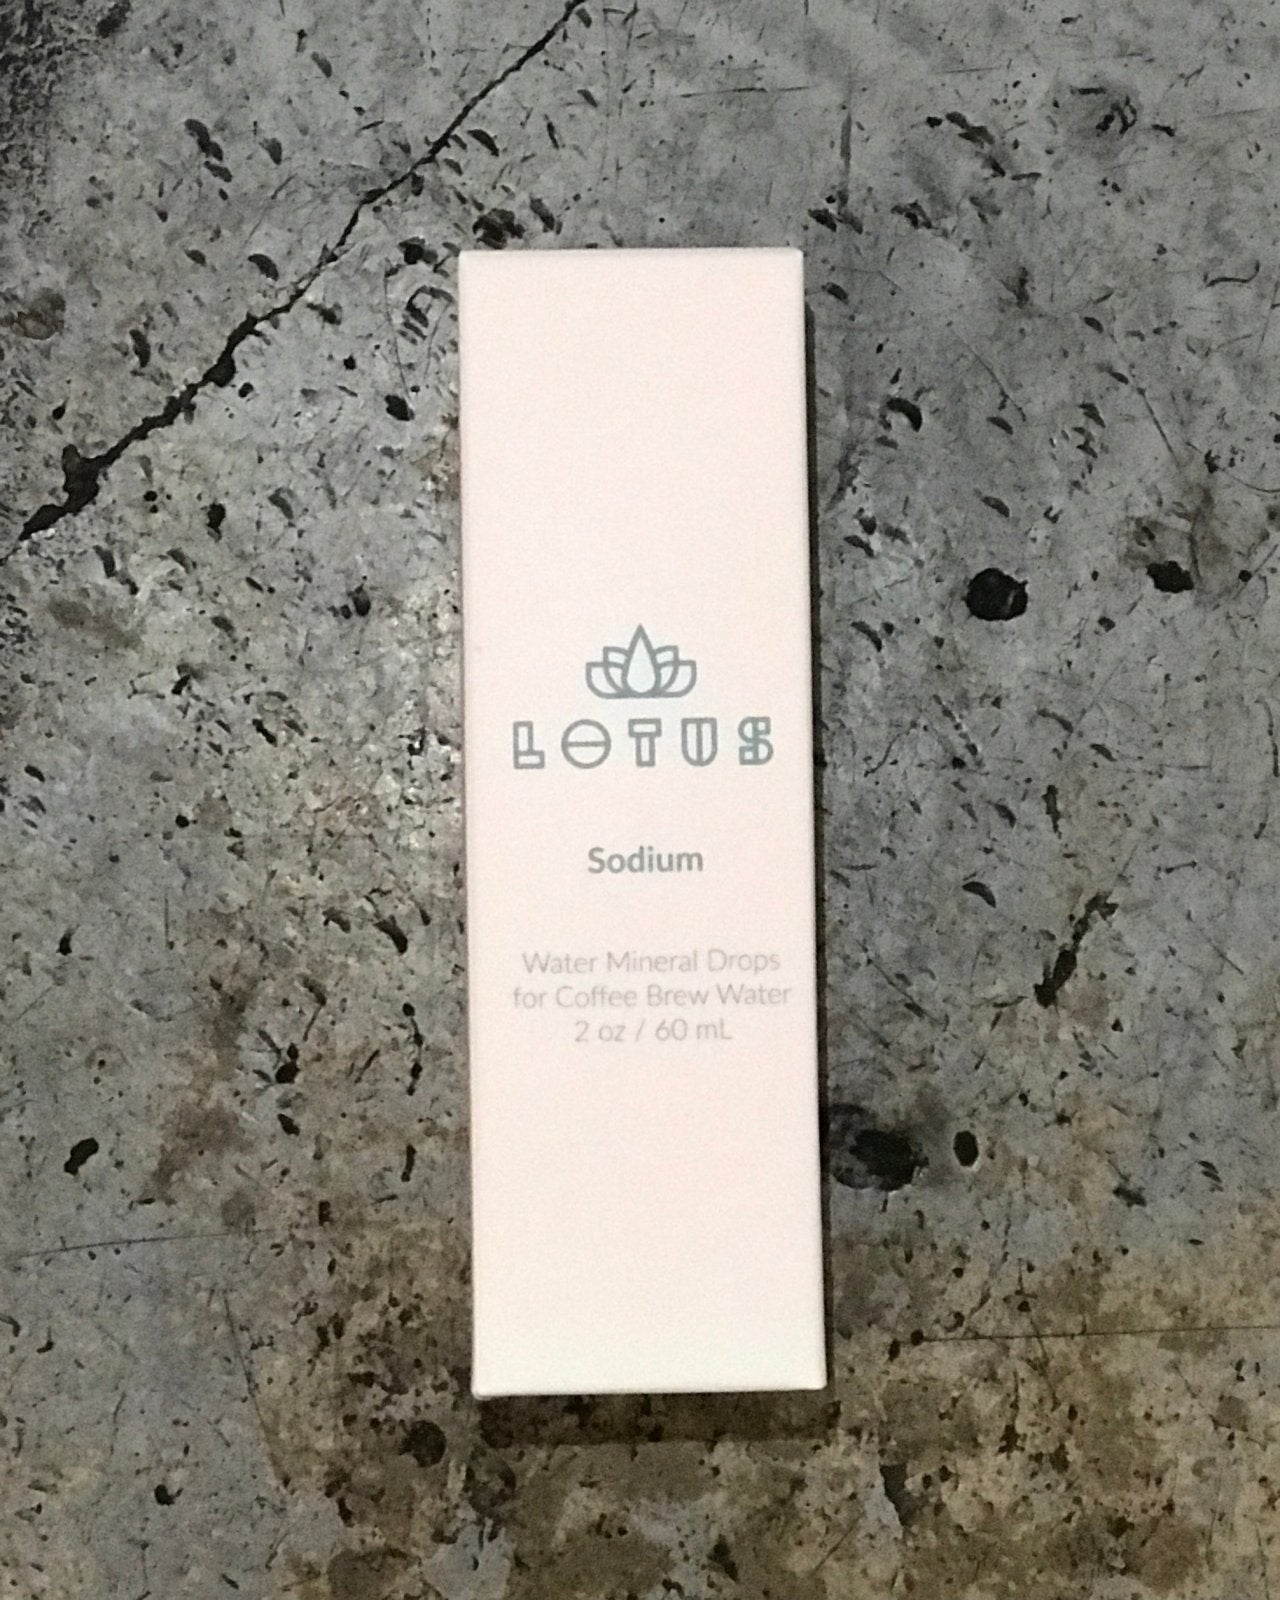 LOTUS
Sodium
Water Mineral Drops
for Coffee Brew Water
2 oz / 60 mL